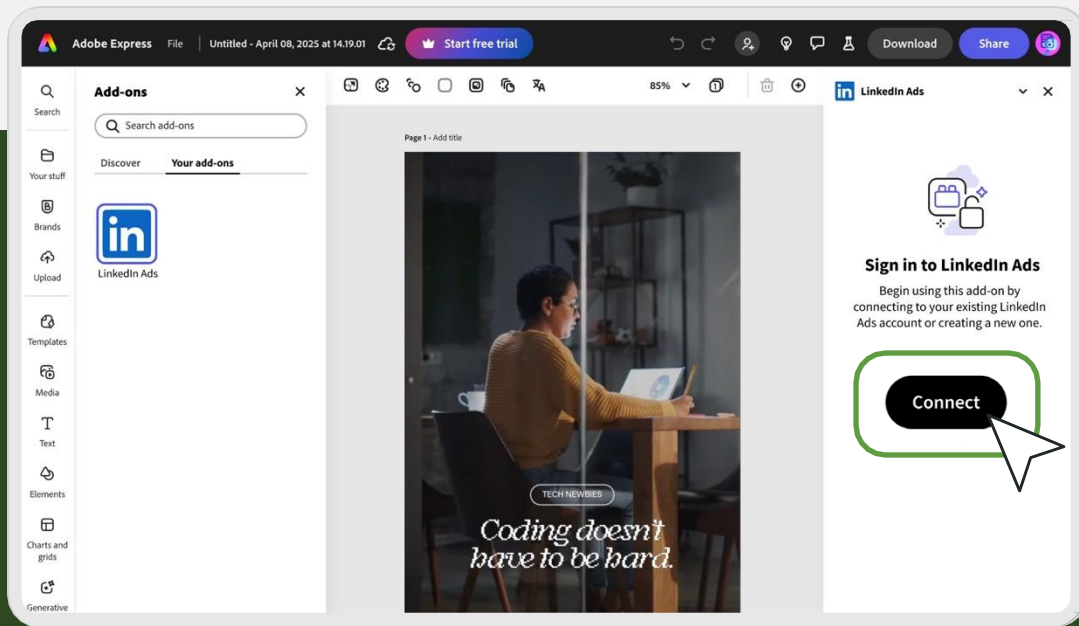 Adobe Express File Untitled - April 08, 2025 at 14.19.01 Start free trial Download Share
Search
Your stuff
Brands
Upload
Templates
Media
Text
Elements
Charts and
grids
Generative
Add-ons
Search add-ons
Discover Your add-ons
in
LinkedIn Ads
85% 1
Page 1 - Add title
TECH NEWBIES
Coding doesn't
have to be hard.
in LinkedIn Ads
Sign in to LinkedIn Ads
Begin using this add-on by
connecting to your existing LinkedIn
Ads account or creating a new one.
Connect